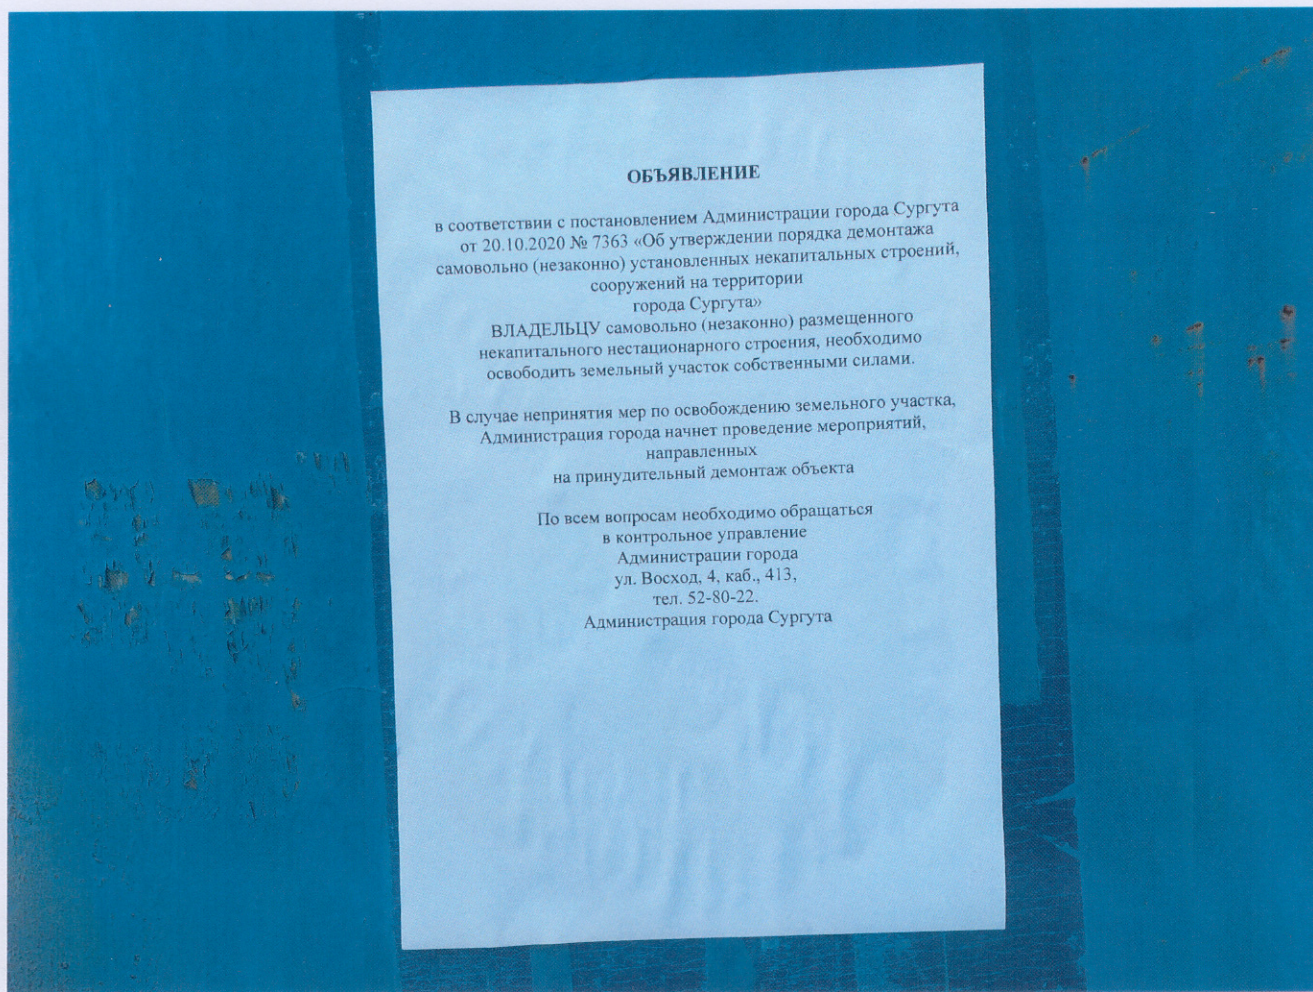 ОБЪЯВЛЕНИЕ
в соответствии с постановлением Администрации города Сургута
от 20.10.2020 № 7363 «Об утверждении порядка демонтажа
самовольно (незаконно) установленных некапитальных строений,
сооружений на территории
города Сургута»
ВЛАДЕЛЬЦУ самовольно (незаконно) размещенного
некапитального нестационарного строения, необходимо
освободить земельный участок собственными силами.
В случае непринятия мер по освобождению земельного участка,
Администрация города начнет проведение мероприятий,
направленных
на принудительный демонтаж объекта
По всем вопросам необходимо обращаться
в контрольное управление
Администрации города
ул. Восход, 4, каб., 413,
тел. 52-80-22.
Администрация города Сургута